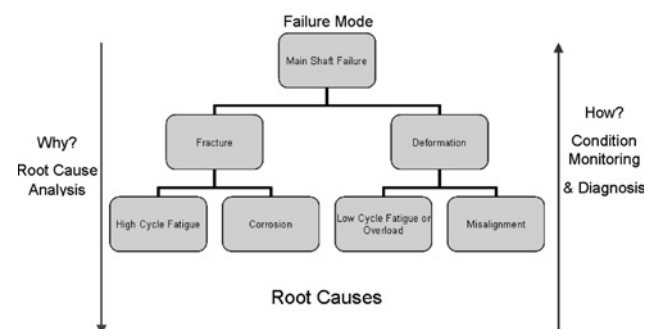 Failure Mode
Main Shaft Failure
Why?
Root Cause
Analysis
How?
Condition
Monitoring
& Diagnosis
Fracture
Deformation
High Cycle Fatigue
Corrosion
Low Cycle Fatigue or
Overload
Misalignment
Root Causes